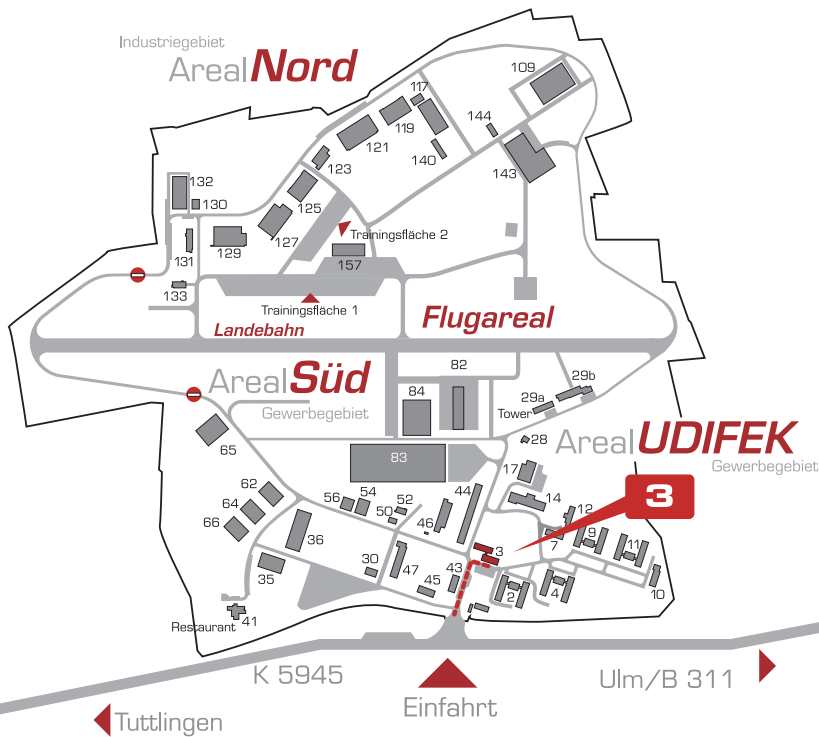 Industriegebiet
Areal Nord
109
117
119
144
121
140
123
143
132
125
130
127
Trainingsfläche 2
129
131
157
133
Trainingsfläche 1
Landebahn
Flugareal
82
Areal Süd
Gewerbegebiet
84
29b
29a
Tower
28
Areal UDIFEK
Gewerbegebiet
65
83
17
62
64
66
56
54
52
50
44
46
14
3
12
7
9
11
36
3
30
47
43
45
35
2
4
10
Restaurant
41
K 5945
Ulm/B 311
Einfahrt
Tuttlingen